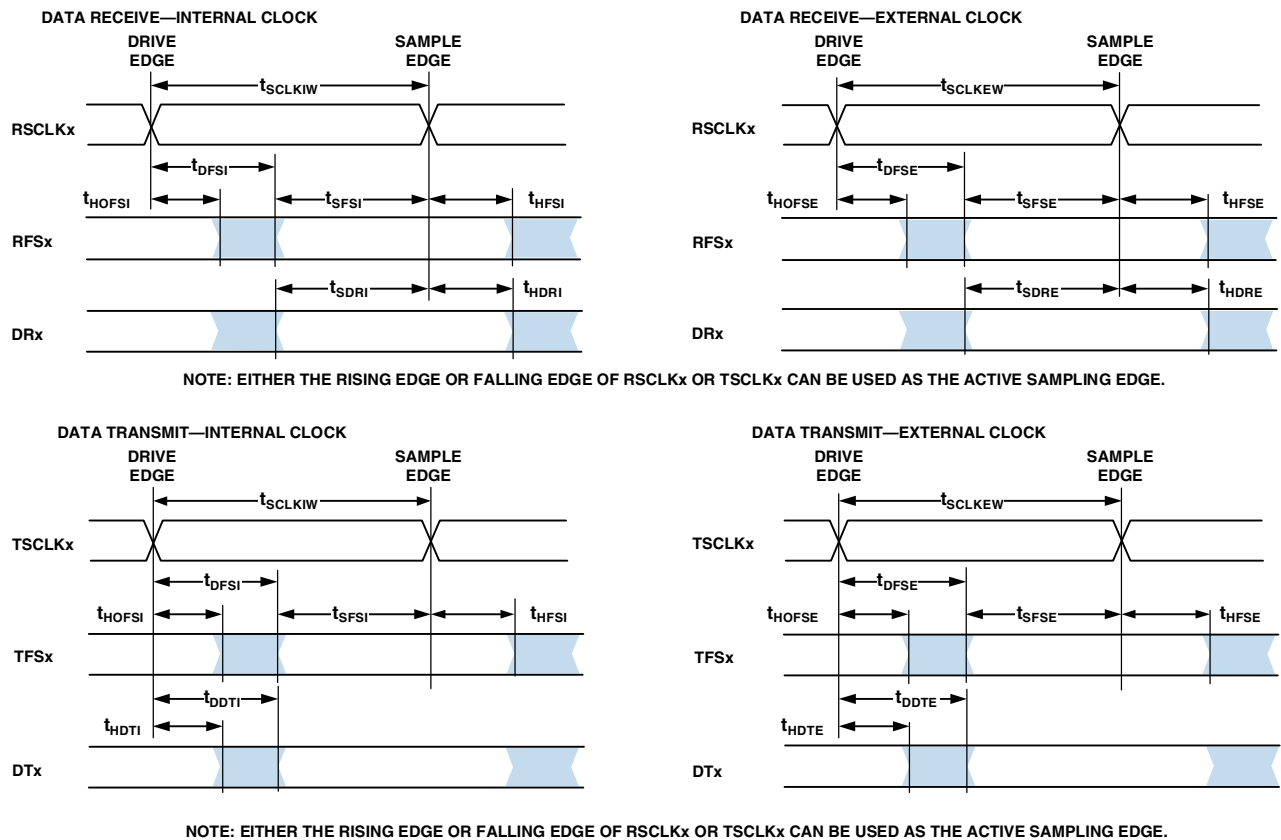 DATA RECEIVE—INTERNAL CLOCK
DRIVE EDGE
SAMPLE EDGE
tSCLKIW
RSCLKx
tDFSI
tHOFSI
tSFSI
tHFSI
RFSx
tSDRI
tHDRI
DRx
DATA RECEIVE—EXTERNAL CLOCK
DRIVE EDGE
SAMPLE EDGE
tSCLKEW
RSCLKx
tDFSE
tHOFSE
tSFSE
tHFSE
RFSx
tSDRE
tHDRE
DRx
NOTE: EITHER THE RISING EDGE OR FALLING EDGE OF RSCLKx OR TSCLKx CAN BE USED AS THE ACTIVE SAMPLING EDGE.
DATA TRANSMIT—INTERNAL CLOCK
DRIVE EDGE
SAMPLE EDGE
tSCLKIW
TSCLKx
tDFSI
tHOFSI
tSFSI
tHFSI
TFSx
tDDTI
tHDTI
DTx
DATA TRANSMIT—EXTERNAL CLOCK
DRIVE EDGE
SAMPLE EDGE
tSCLKEW
TSCLKx
tDFSE
tHOFSE
tSFSE
tHFSE
TFSx
tDDTE
tHDTE
DTx
NOTE: EITHER THE RISING EDGE OR FALLING EDGE OF RSCLKx OR TSCLKx CAN BE USED AS THE ACTIVE SAMPLING EDGE.